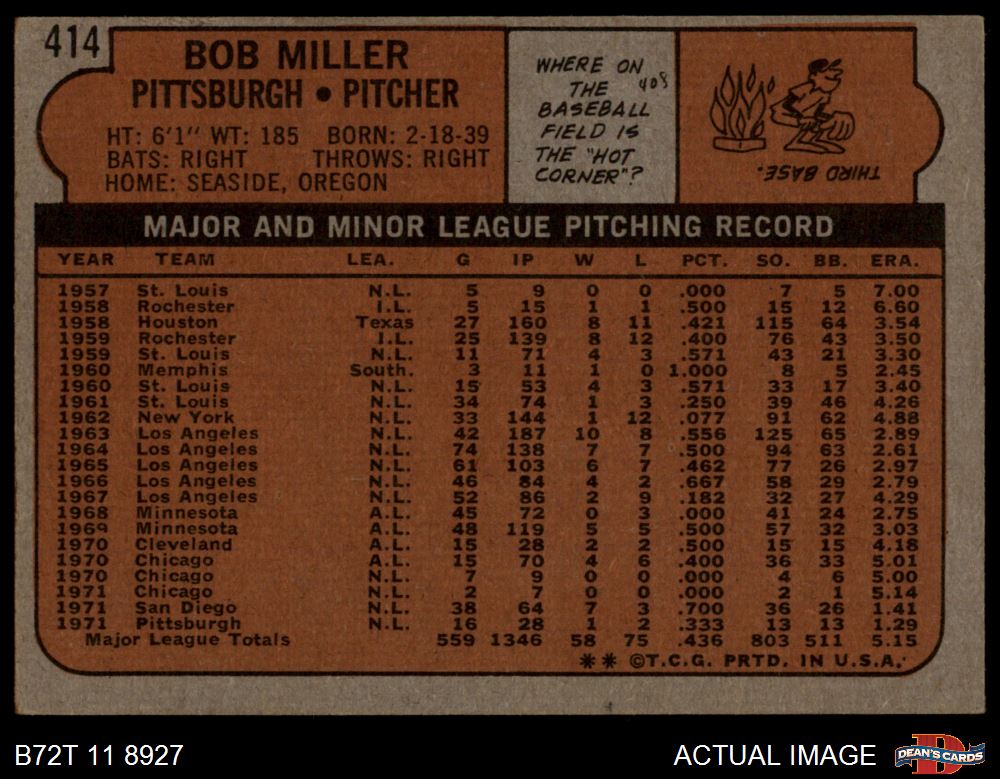 414
BOB MILLER
PITTSBURGH • PITCHER
HT: 6'1" WT: 185 BORN: 2-18-39
BATS: RIGHT THROWS: RIGHT
HOME: SEASIDE, OREGON
WHERE ON
THE
BASEBALL
FIELD IS
THE "HOT
CORNER"?
408
THIRD BASE.
MAJOR AND MINOR LEAGUE PITCHING RECORD
YEAR TEAM LEA. G IP W L PCT. SO. BB. ERA.
1957 St. Louis N.L. 5 9 0 0 .000 7 5 7.00
1958 Rochester I.L. 5 15 1 1 .500 15 12 6.60
1958 Houston Texas 27 160 8 11 .421 115 64 3.54
1959 Rochester I.L. 25 139 8 12 .400 76 43 3.50
1959 St. Louis N.L. 11 71 4 3 .571 43 21 3.30
1960 Memphis South. 3 11 1 0 1.000 8 5 2.45
1960 St. Louis N.L. 15 53 4 3 .571 33 17 3.40
1961 St. Louis N.L. 34 74 1 3 .250 39 46 4.26
1962 New York N.L. 33 144 1 12 .077 91 62 4.88
1963 Los Angeles N.L. 42 187 10 8 .556 125 65 2.89
1964 Los Angeles N.L. 74 138 7 7 .500 94 63 2.61
1965 Los Angeles N.L. 61 103 6 7 .462 77 26 2.97
1966 Los Angeles N.L. 46 84 4 2 .667 58 29 2.79
1967 Los Angeles N.L. 52 86 2 9 .182 32 27 4.29
1968 Minnesota A.L. 45 72 0 3 .000 41 24 2.75
1969 Minnesota A.L. 48 119 5 5 .500 57 32 3.03
1970 Cleveland A.L. 15 28 2 2 .500 15 15 4.18
1970 Chicago A.L. 15 70 4 6 .400 36 33 5.01
1970 Chicago N.L. 7 9 0 0 .000 4 6 5.00
1971 Chicago N.L. 2 7 0 0 .000 2 1 5.14
1971 San Diego N.L. 38 64 7 3 .700 36 26 1.41
1971 Pittsburgh N.L. 16 28 1 2 .333 13 13 1.29
Major League Totals 559 1346 58 75 .436 803 511 5.15
** ©T.C.G. PRTD. IN U.S.A.
B72T 11 8927
ACTUAL IMAGE
DEAN'S CARDS